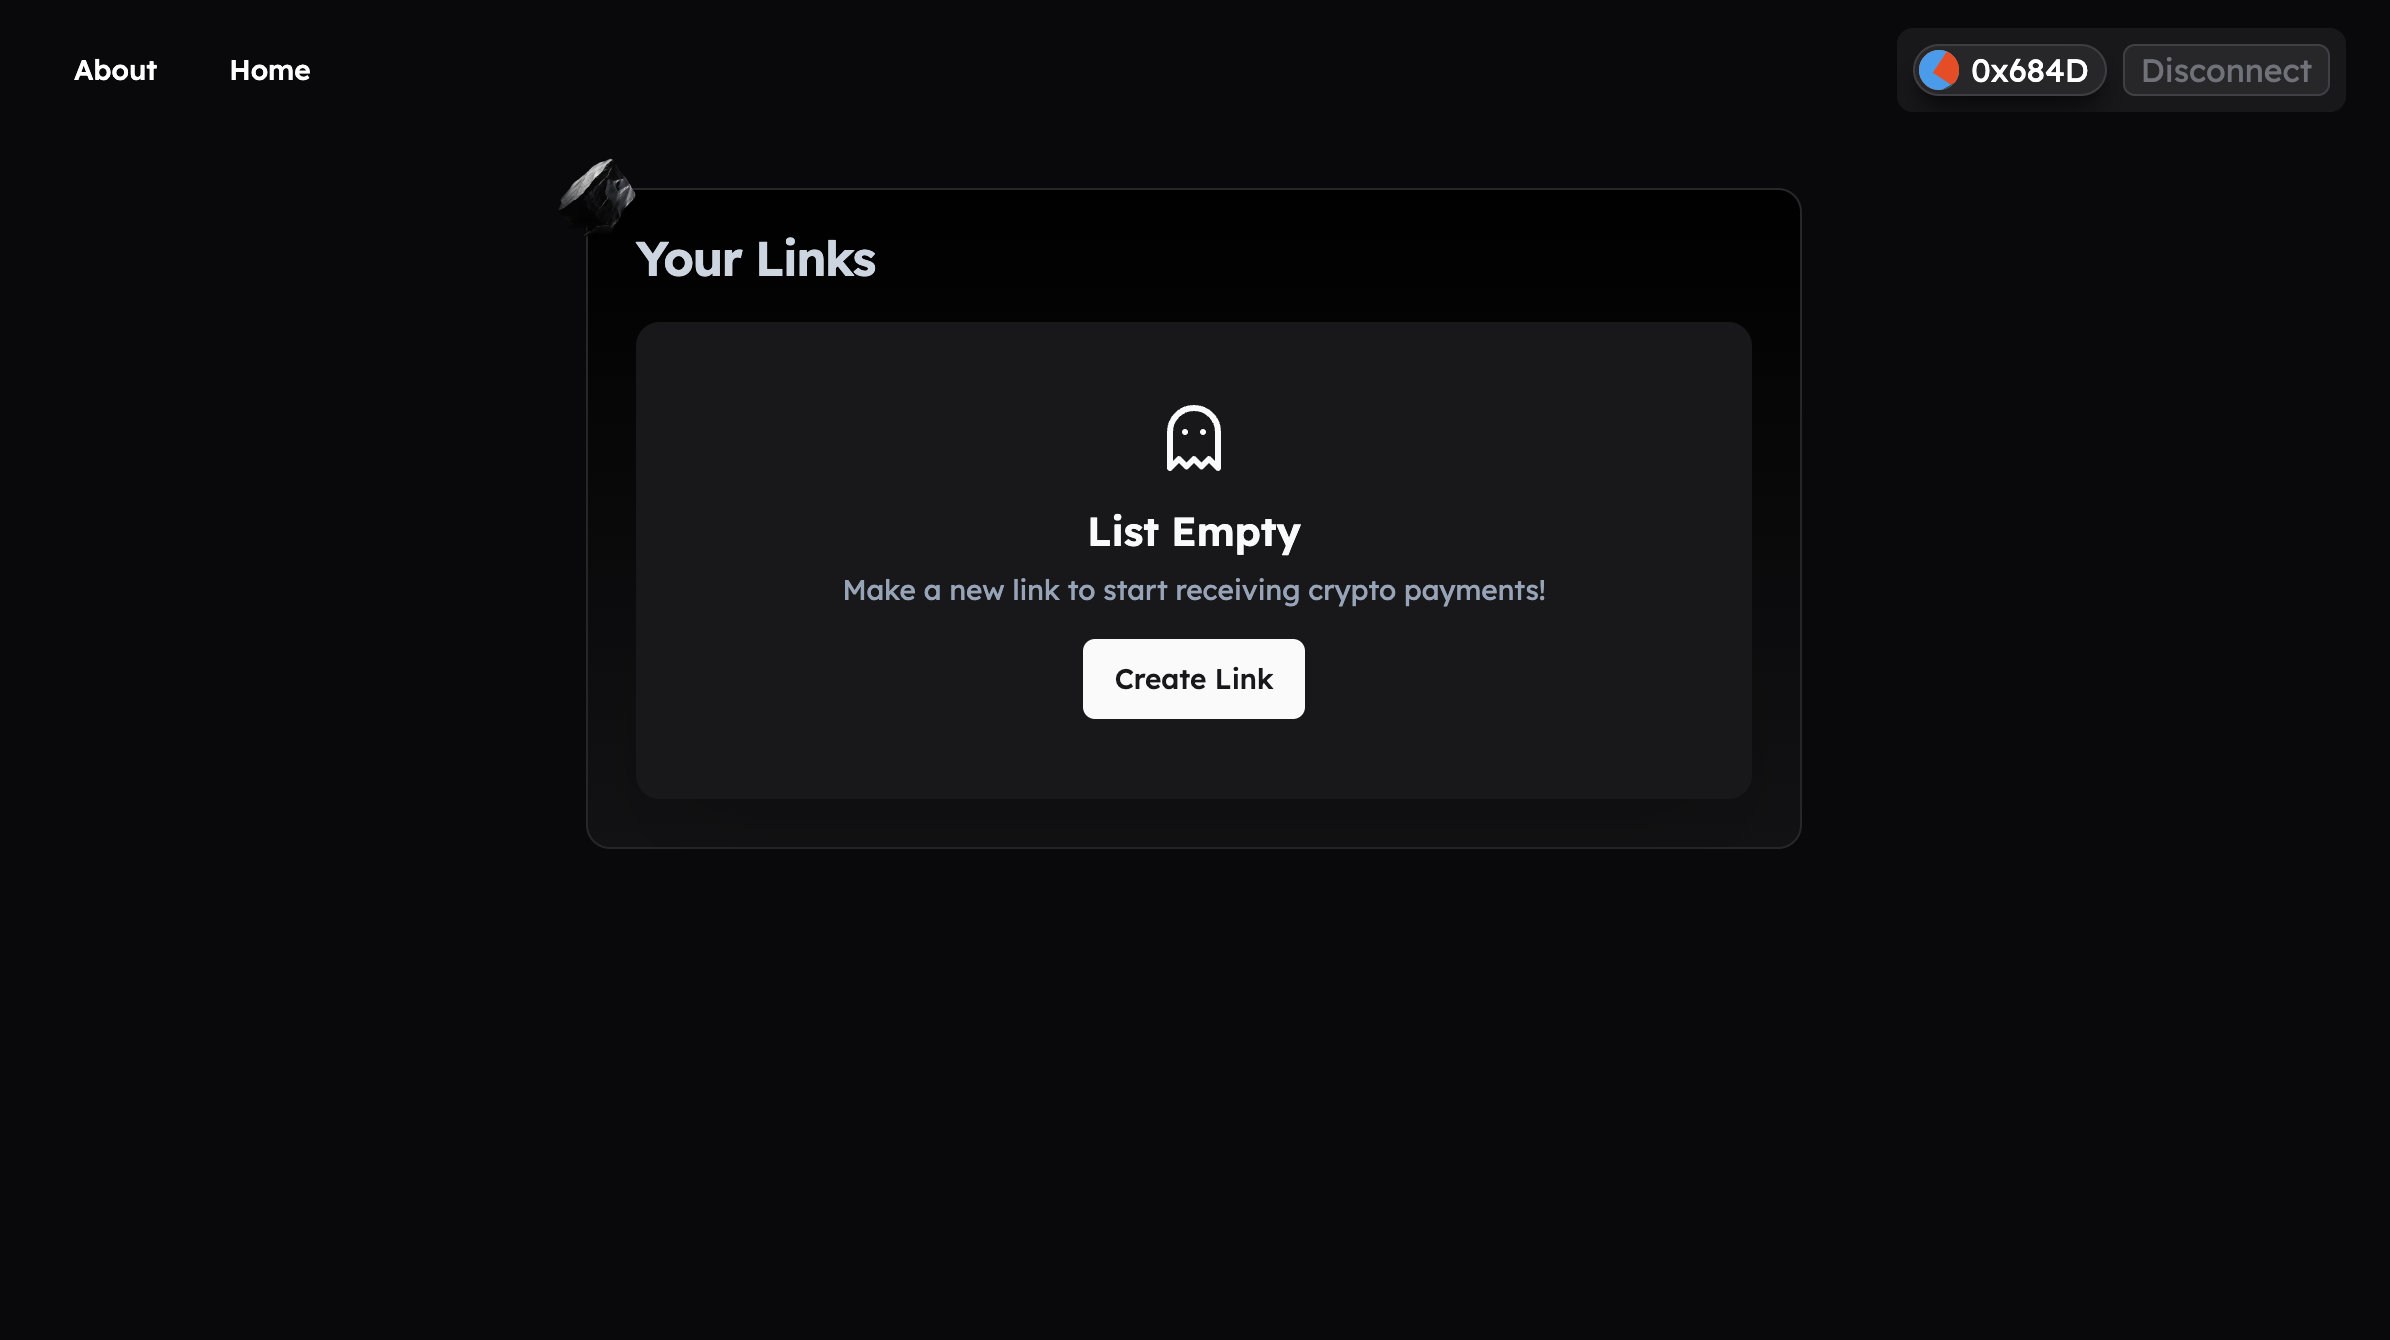 About
Home
0x684D
Disconnect
Your Links
List Empty
Make a new link to start receiving crypto payments!
Create Link